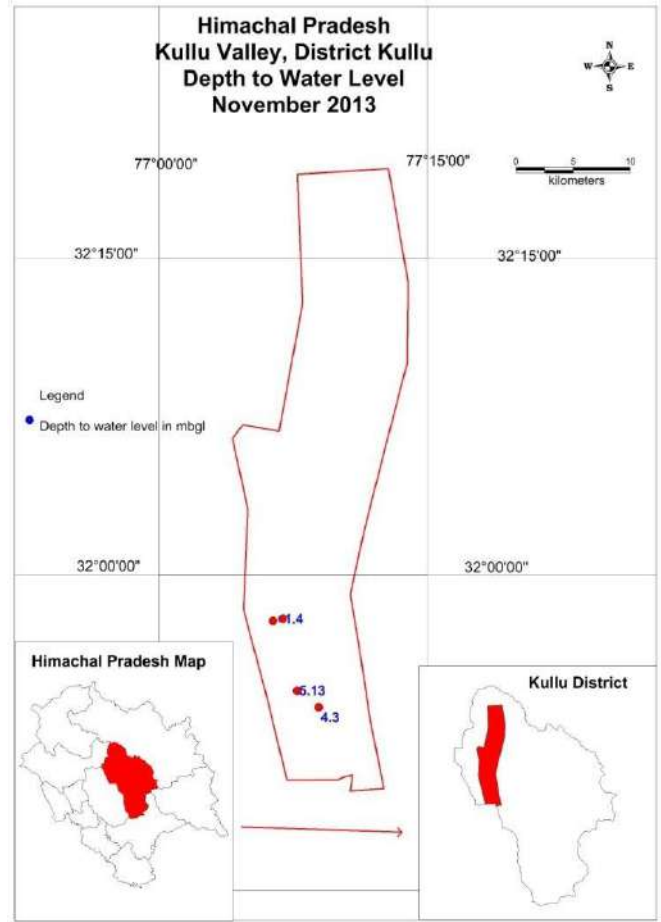 Himachal Pradesh
Kullu Valley, District Kullu
Depth to Water Level
November 2013
N
W E
S
77°00'00"
77°15'00"
0 5 10
kilometers
32°15'00"
32°15'00"
Legend
Depth to water level in mbgl
32°00'00"
32°00'00"
1.4
5.13
4.3
Himachal Pradesh Map
Kullu District